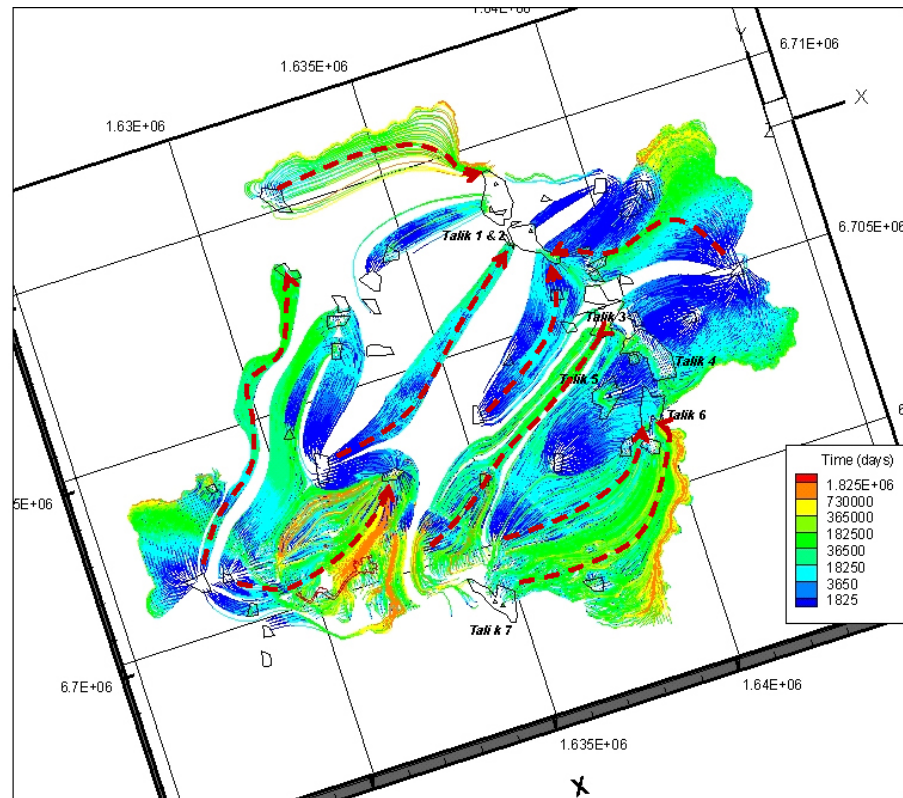 1.635E+06
6.71E+06
Y
X
1.63E+06
Talik 1 & 2
6.705E+06
Talik 3
Talik 4
Talik 5
Talik 6
Time (days)
1.825E+06
730000
365000
182500
36500
18250
3650
1825
5E+06
6
Tali k 7
6.7E+06
1.64E+06
1.635E+06
X